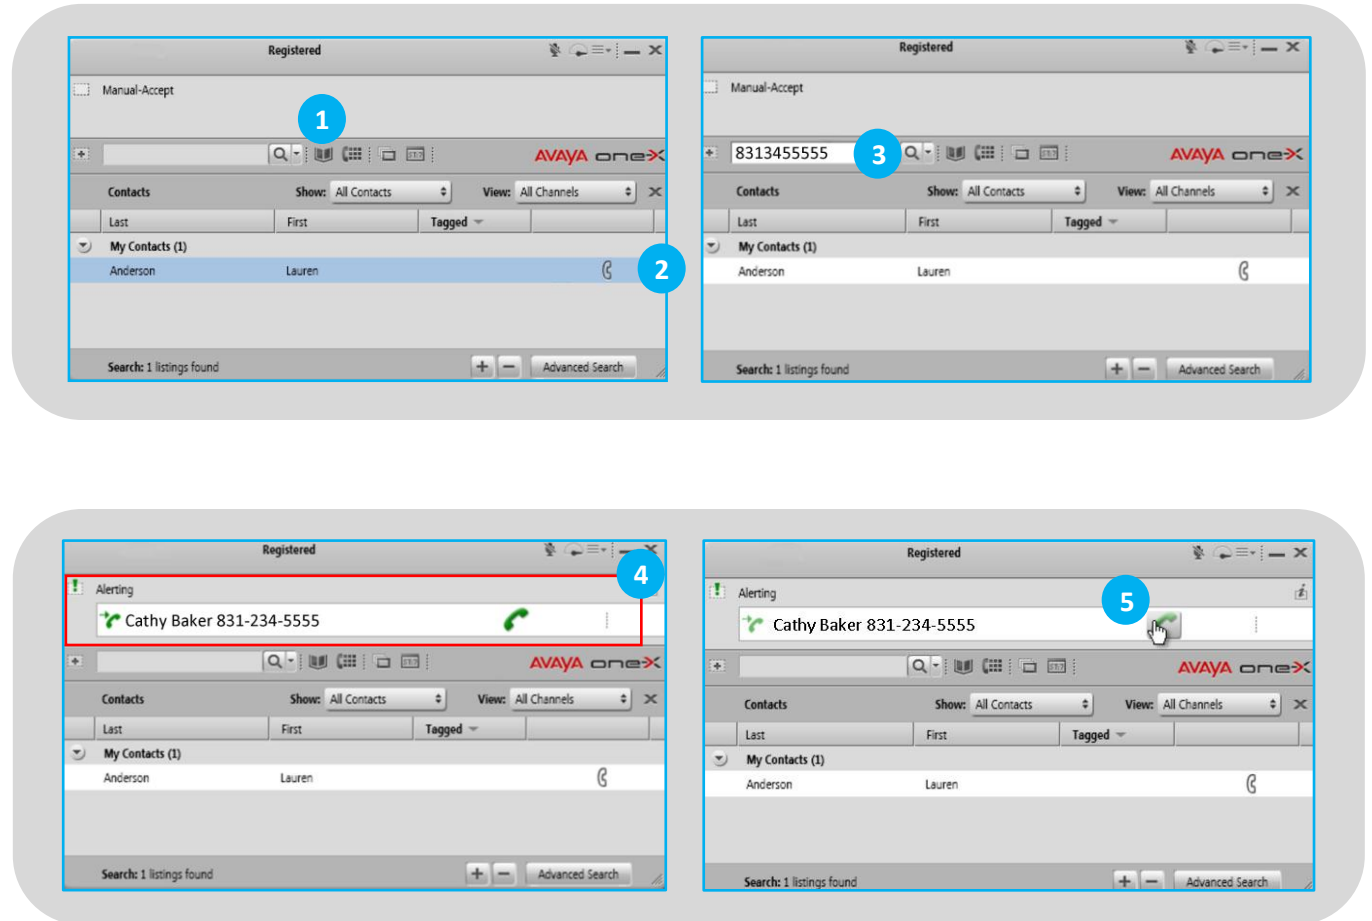 Registered
Manual-Accept
1
AVAYA one-X
Contacts Show: All Contacts View: All Channels
Last First Tagged
My Contacts (1)
Anderson Lauren 2
Search: 1 listings found + − Advanced Search
Registered
Manual-Accept
8313455555 3 AVAYA one-X
Contacts Show: All Contacts View: All Channels
Last First Tagged
My Contacts (1)
Anderson Lauren
Search: 1 listings found + − Advanced Search
Registered
4
Alerting
Cathy Baker 831-234-5555
AVAYA one-X
Contacts Show: All Contacts View: All Channels
Last First Tagged
My Contacts (1)
Anderson Lauren
Search: 1 listings found + − Advanced Search
Registered
Alerting 5
Cathy Baker 831-234-5555
AVAYA one-X
Contacts Show: All Contacts View: All Channels
Last First Tagged
My Contacts (1)
Anderson Lauren
Search: 1 listings found + − Advanced Search